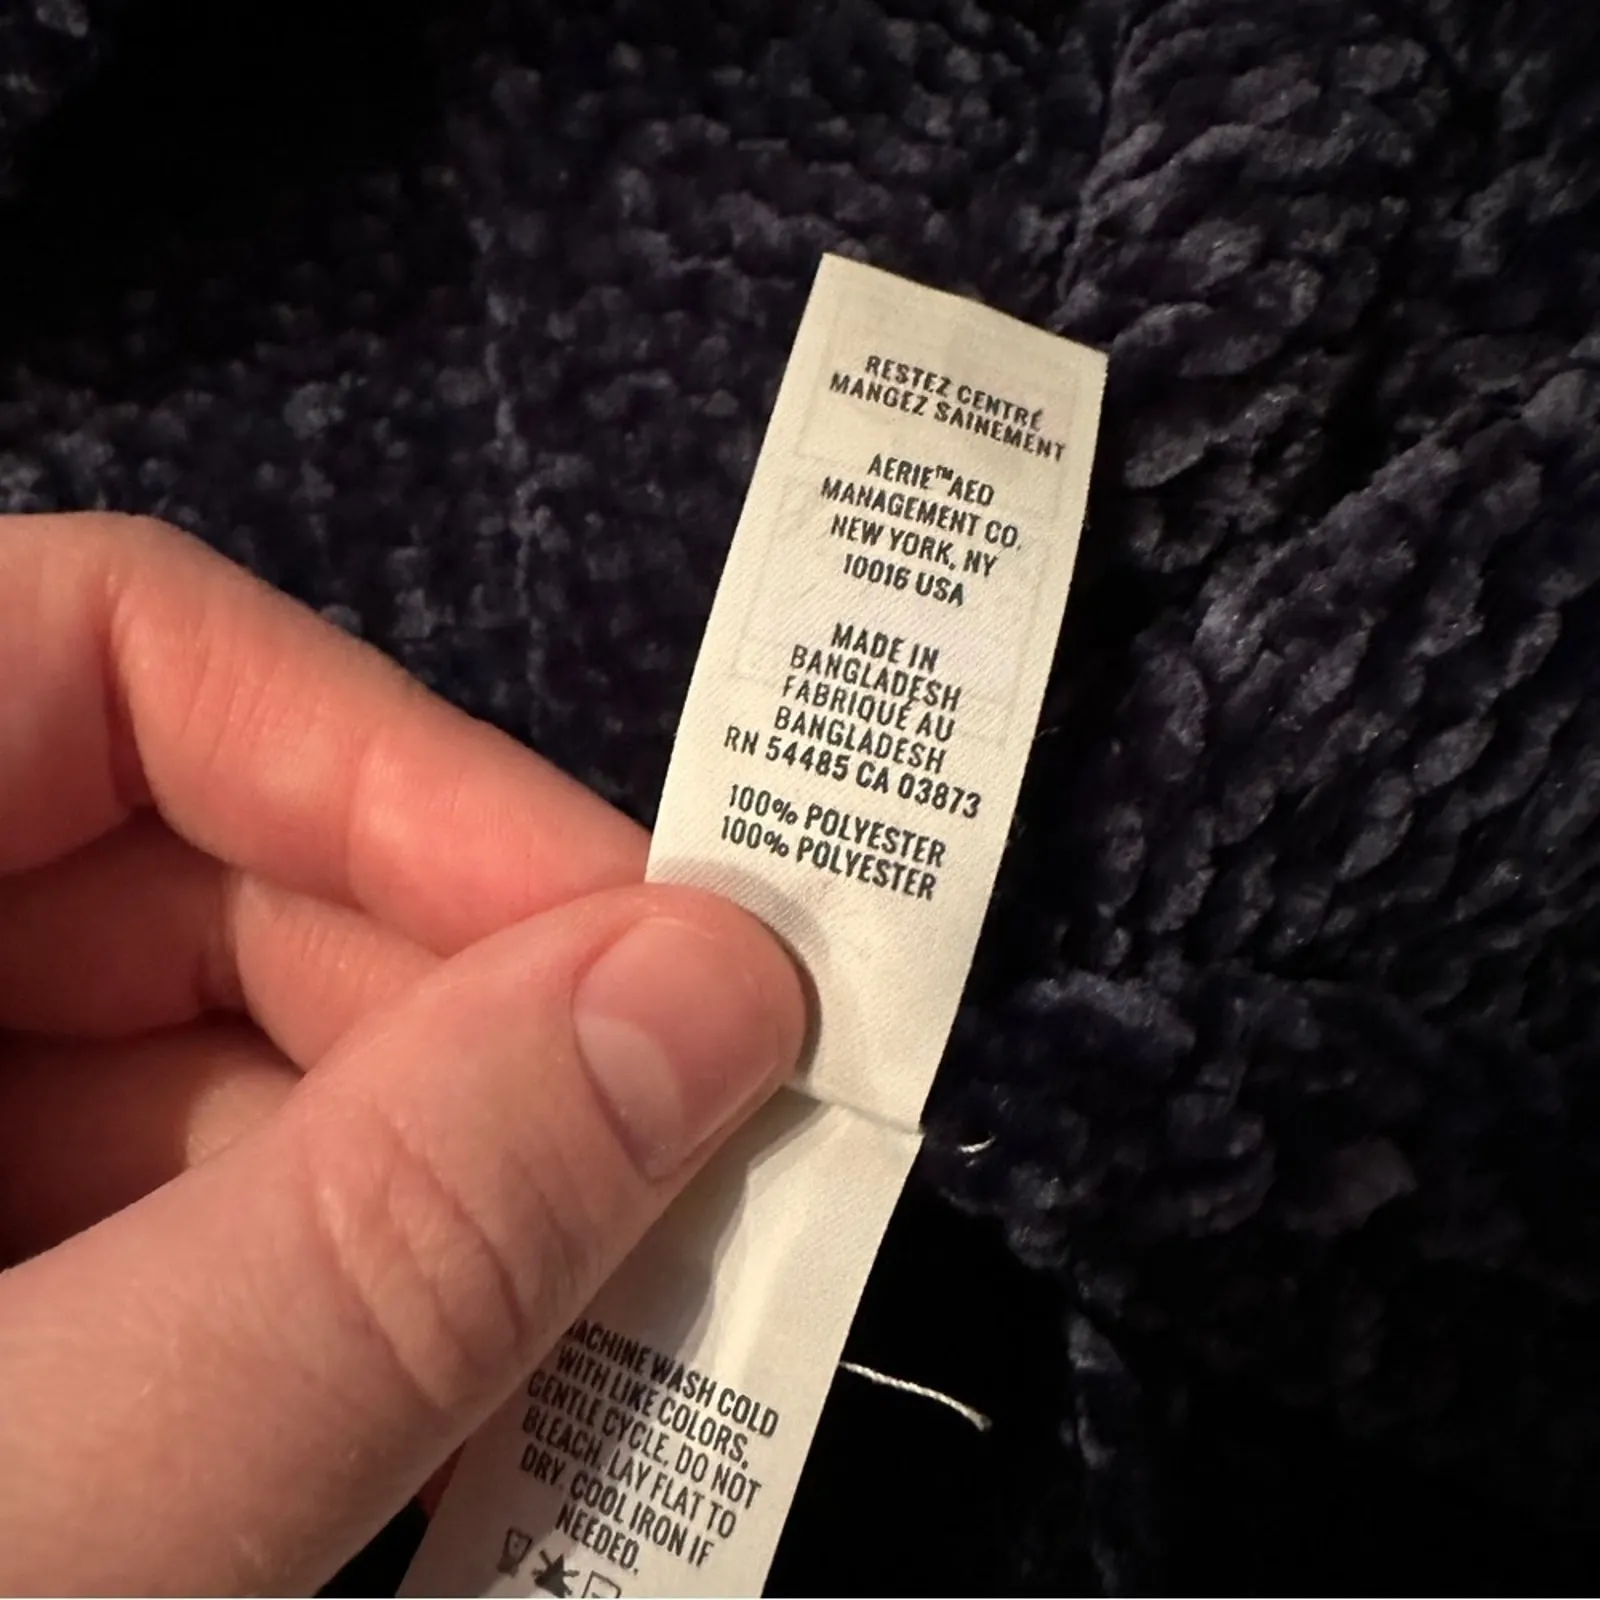 RESTEZ CENTRÉ
MANGEZ SAINEMENT
AERIE™AEO
MANAGEMENT CO.
NEW YORK, NY
10016 USA
MADE IN
BANGLADESH
FABRIQUÉ AU
BANGLADESH
RN 54485 CA 03873
100% POLYESTER
100% POLYESTER
MACHINE WASH COLD
WITH LIKE COLORS.
GENTLE CYCLE. DO NOT
BLEACH. LAY FLAT TO
DRY. COOL IRON IF
NEEDED.